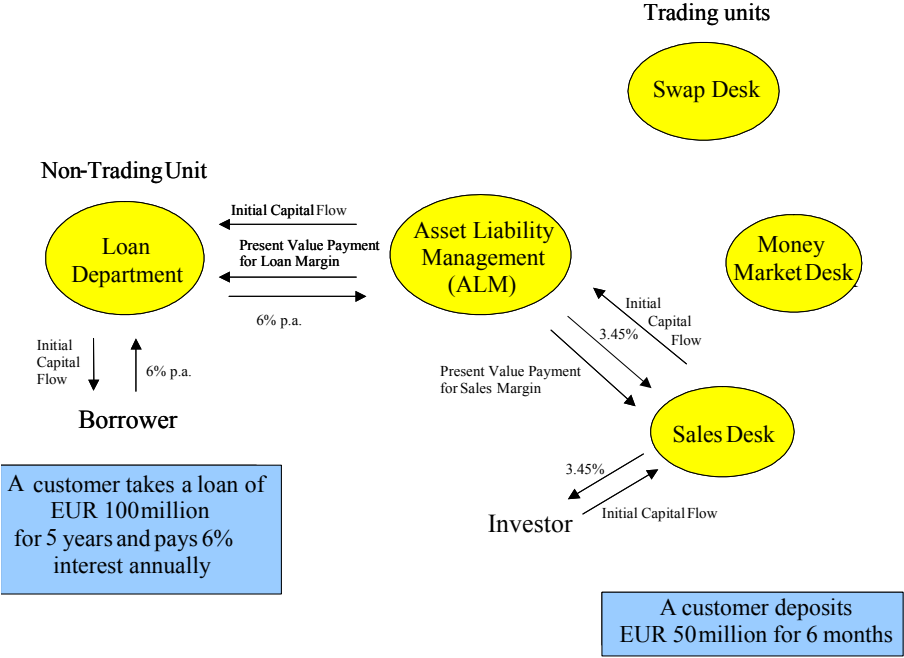 Trading units
Swap Desk
Non-Trading Unit
Loan
Department
Initial Capital Flow
Present Value Payment
for Loan Margin
6% p.a.
Asset Liability
Management
(ALM)
Money
Market Desk
Initial
Capital
Flow
3.45%
Present Value Payment
for Sales Margin
Initial
Capital
Flow
6% p.a.
Borrower
Sales Desk
3.45%
Initial Capital Flow
Investor
A customer takes a loan of
EUR 100 million
for 5 years and pays 6%
interest annually
A customer deposits
EUR 50 million for 6 months